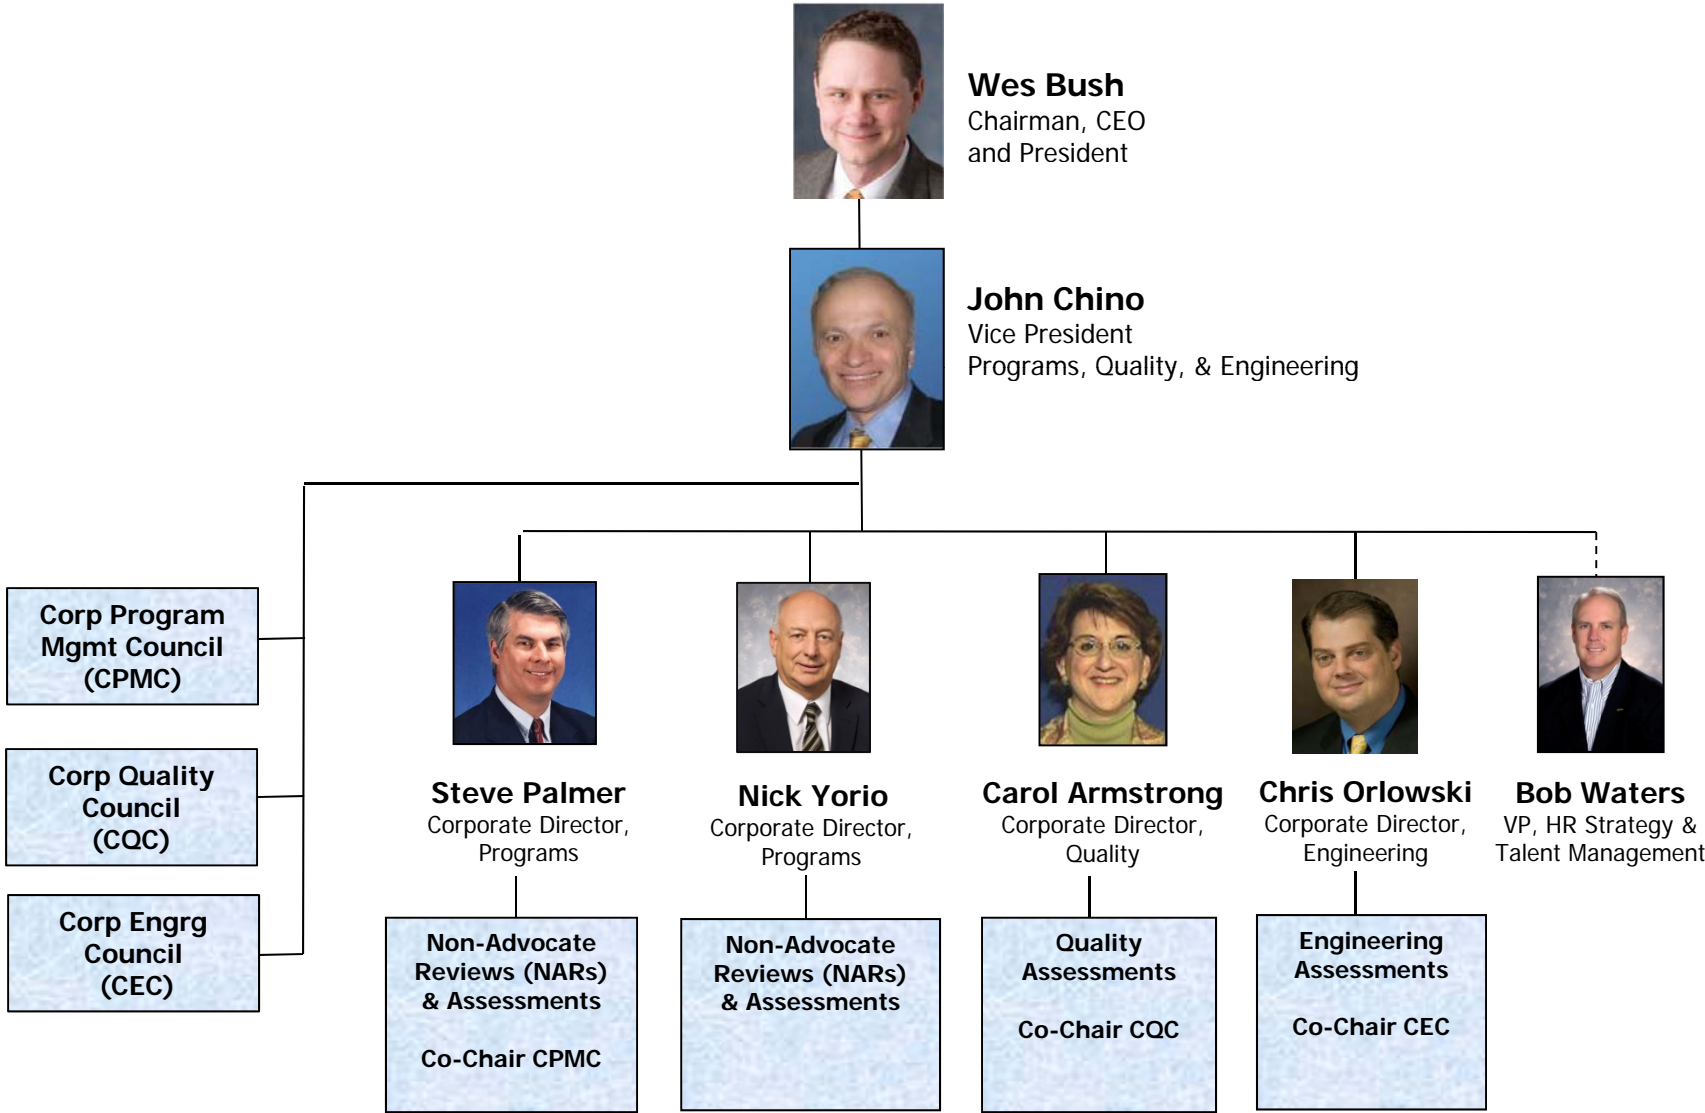 Wes Bush
Chairman, CEO
and President
John Chino
Vice President
Programs, Quality, & Engineering
Corp Program
Mgmt Council
(CPMC)
Corp Quality
Council
(CQC)
Corp Engrg
Council
(CEC)
Steve Palmer
Corporate Director,
Programs
Non-Advocate
Reviews (NARs)
& Assessments
Co-Chair CPMC
Nick Yorio
Corporate Director,
Programs
Non-Advocate
Reviews (NARs)
& Assessments
Carol Armstrong
Corporate Director,
Quality
Quality
Assessments
Co-Chair CQC
Chris Orlowski
Corporate Director,
Engineering
Engineering
Assessments
Co-Chair CEC
Bob Waters
VP, HR Strategy &
Talent Management